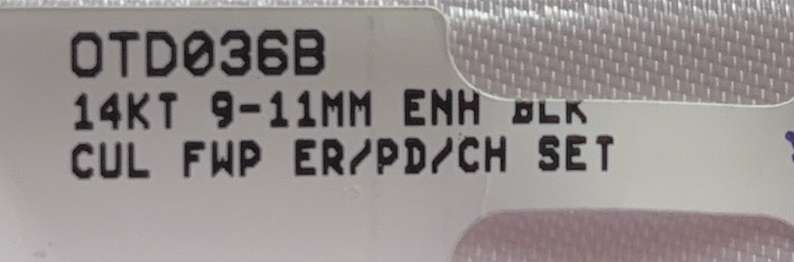 OTD036B
14KT 9-11MM ENH BLK
CUL FWP ER/PD/CH SET